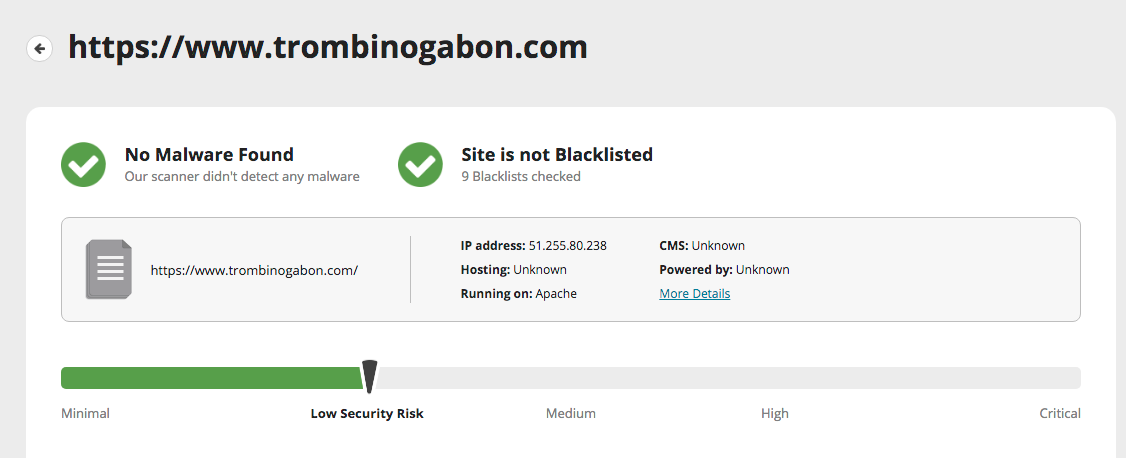 https://www.trombinogabon.com
No Malware Found
Our scanner didn't detect any malware
Site is not Blacklisted
9 Blacklists checked
https://www.trombinogabon.com/
IP address: 51.255.80.238
Hosting: Unknown
Running on: Apache
CMS: Unknown
Powered by: Unknown
More Details
Minimal
Low Security Risk
Medium
High
Critical